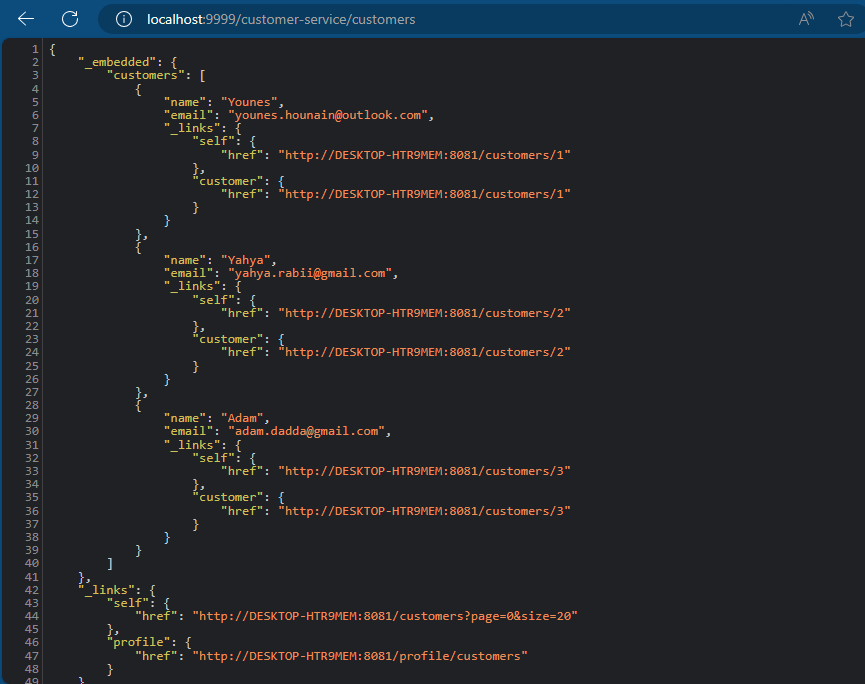 localhost:9999/customer-service/customers
1 {
2 "_embedded": {
3 "customers": [
4 {
5 "name": "Younes",
6 "email": "younes.hounain@outlook.com",
7 "_links": {
8 "self": {
9 "href": "http://DESKTOP-HTR9MEM:8081/customers/1"
10 },
11 "customer": {
12 "href": "http://DESKTOP-HTR9MEM:8081/customers/1"
13 }
14 }
15 },
16 {
17 "name": "Yahya",
18 "email": "yahya.rabii@gmail.com",
19 "_links": {
20 "self": {
21 "href": "http://DESKTOP-HTR9MEM:8081/customers/2"
22 },
23 "customer": {
24 "href": "http://DESKTOP-HTR9MEM:8081/customers/2"
25 }
26 }
27 },
28 {
29 "name": "Adam",
30 "email": "adam.dadda@gmail.com",
31 "_links": {
32 "self": {
33 "href": "http://DESKTOP-HTR9MEM:8081/customers/3"
34 },
35 "customer": {
36 "href": "http://DESKTOP-HTR9MEM:8081/customers/3"
37 }
38 }
39 }
40 ]
41 },
42 "_links": {
43 "self": {
44 "href": "http://DESKTOP-HTR9MEM:8081/customers?page=0&size=20"
45 },
46 "profile": {
47 "href": "http://DESKTOP-HTR9MEM:8081/profile/customers"
48 }
49 }